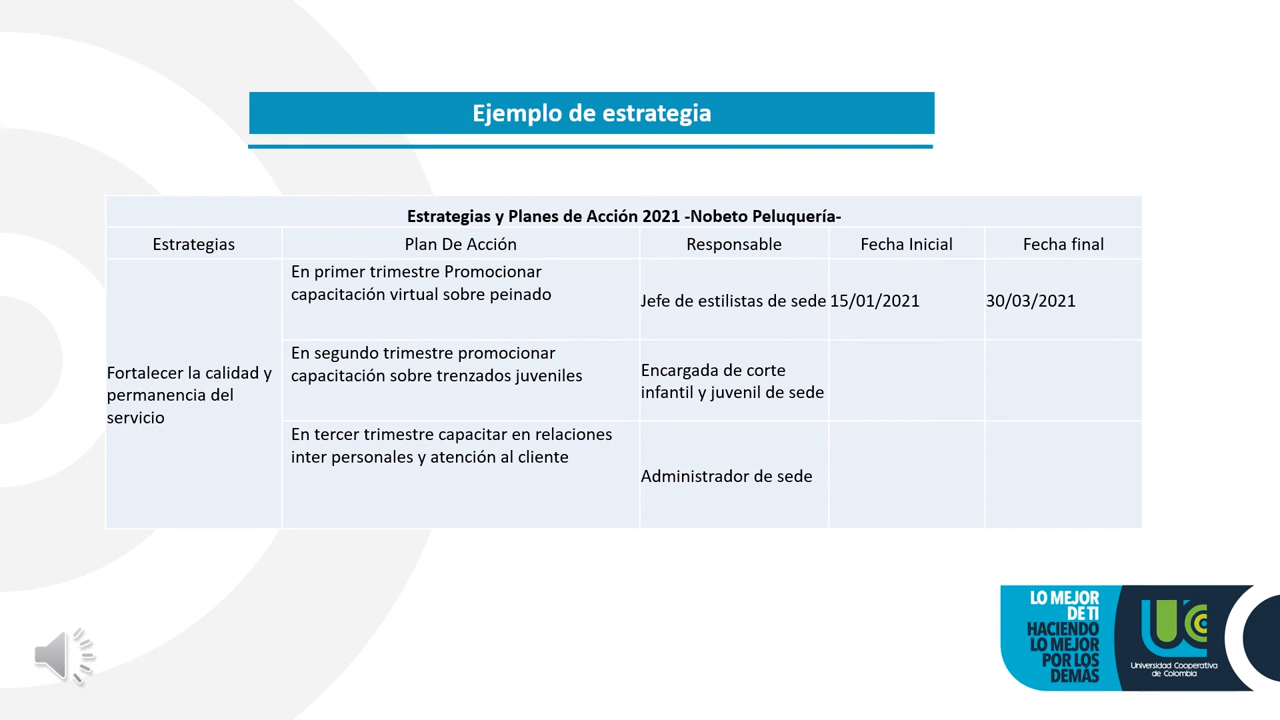 Ejemplo de estrategia
Estrategias y Planes de Acción 2021 -Nobeto Peluquería-
Estrategias
Plan De Acción
Responsable
Fecha Inicial
Fecha final
Fortalecer la calidad y
permanencia del
servicio
En primer trimestre Promocionar
capacitación virtual sobre peinado
Jefe de estilistas de sede
15/01/2021
30/03/2021
En segundo trimestre promocionar
capacitación sobre trenzados juveniles
Encargada de corte
infantil y juvenil de sede
En tercer trimestre capacitar en relaciones
inter personales y atención al cliente
Administrador de sede
LO MEJOR
DE TI
HACIENDO
LO MEJOR
POR LOS
DEMÁS
UCC
Universidad Cooperativa
de Colombia